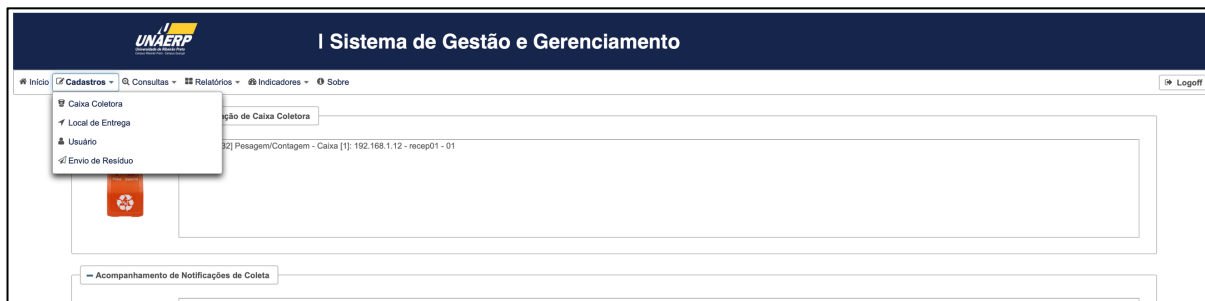 UNAERP
Universidade de Ribeirão Preto
| Sistema de Gestão e Gerenciamento
Início Cadastros Consultas Relatórios Indicadores Sobre Logoff
Caixa Coletora
Local de Entrega
Usuário
Envio de Resíduo
ção de Caixa Coletora
32] Pesagem/Contagem - Caixa [1]: 192.168.1.12 - recep01 - 01
Acompanhamento de Notificações de Coleta